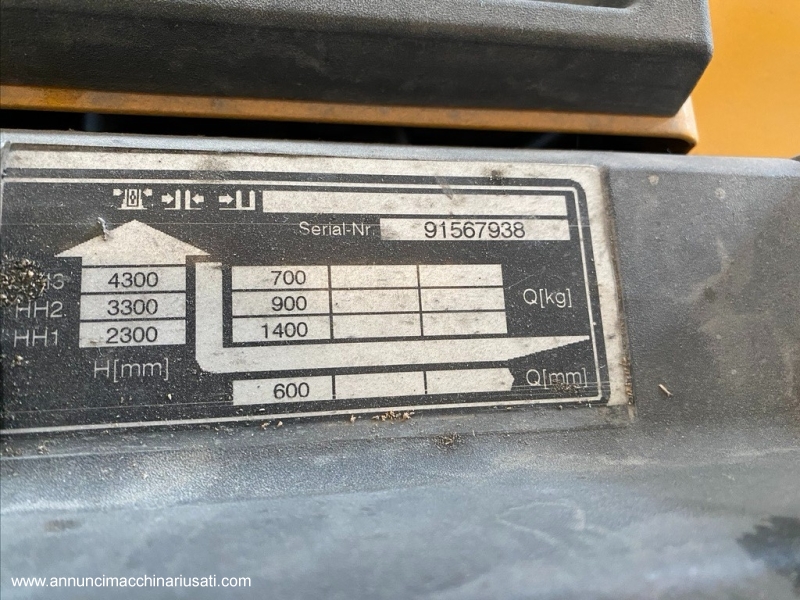 Serial-Nr 91567938
4300 700
HH2 3300 900 Q[kg]
HH1 2300 1400
H[mm]
600 Q[mm]
www.annuncimacchinariusati.com